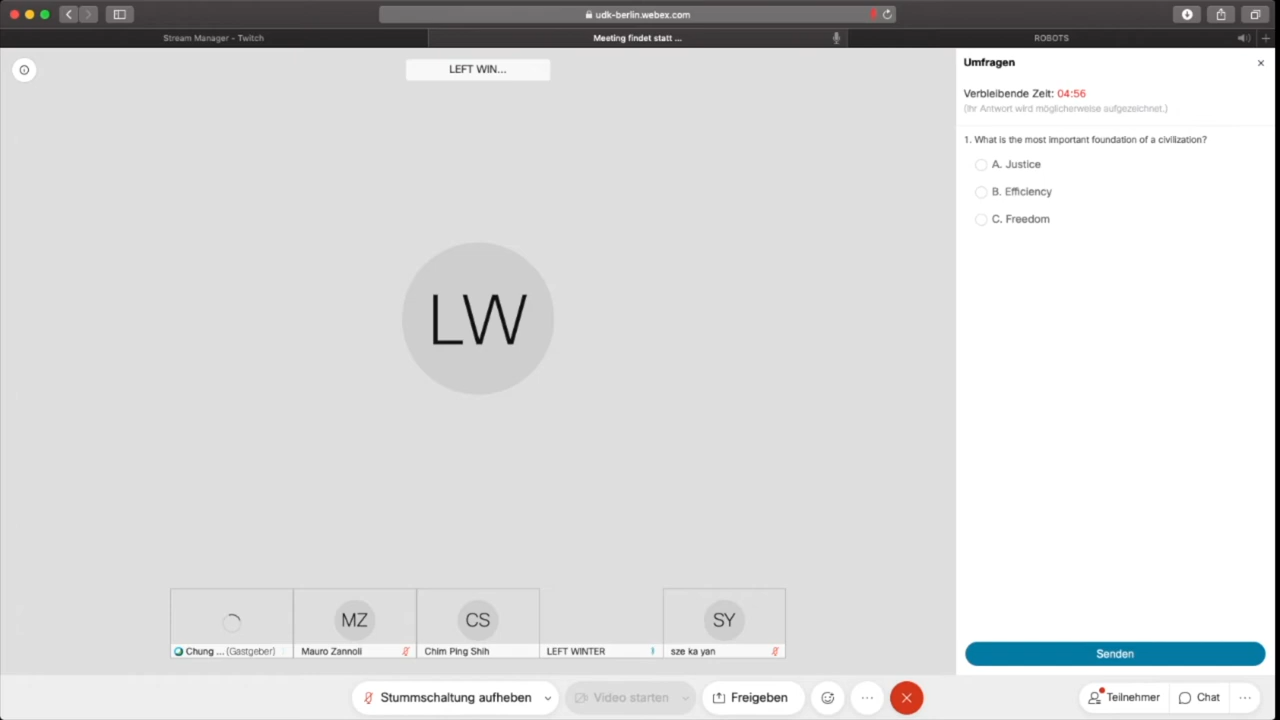 udk-berlin.webex.com
Stream Manager - Twitch
Meeting findet statt ...
ROBOTS
LEFT WIN...
Umfragen
Verbleibende Zeit: 04:56
(Ihr Antwort wird möglicherweise aufgezeichnet.)
1. What is the most important foundation of a civilization?
A. Justice
B. Efficiency
C. Freedom
LW
MZ
CS
SY
Chung ... (Gastgeber)
Mauro Zannoli
Chim Ping Shih
LEFT WINTER
sze ka yan
Senden
Stummschaltung aufheben
Video starten
Freigeben
Teilnehmer
Chat